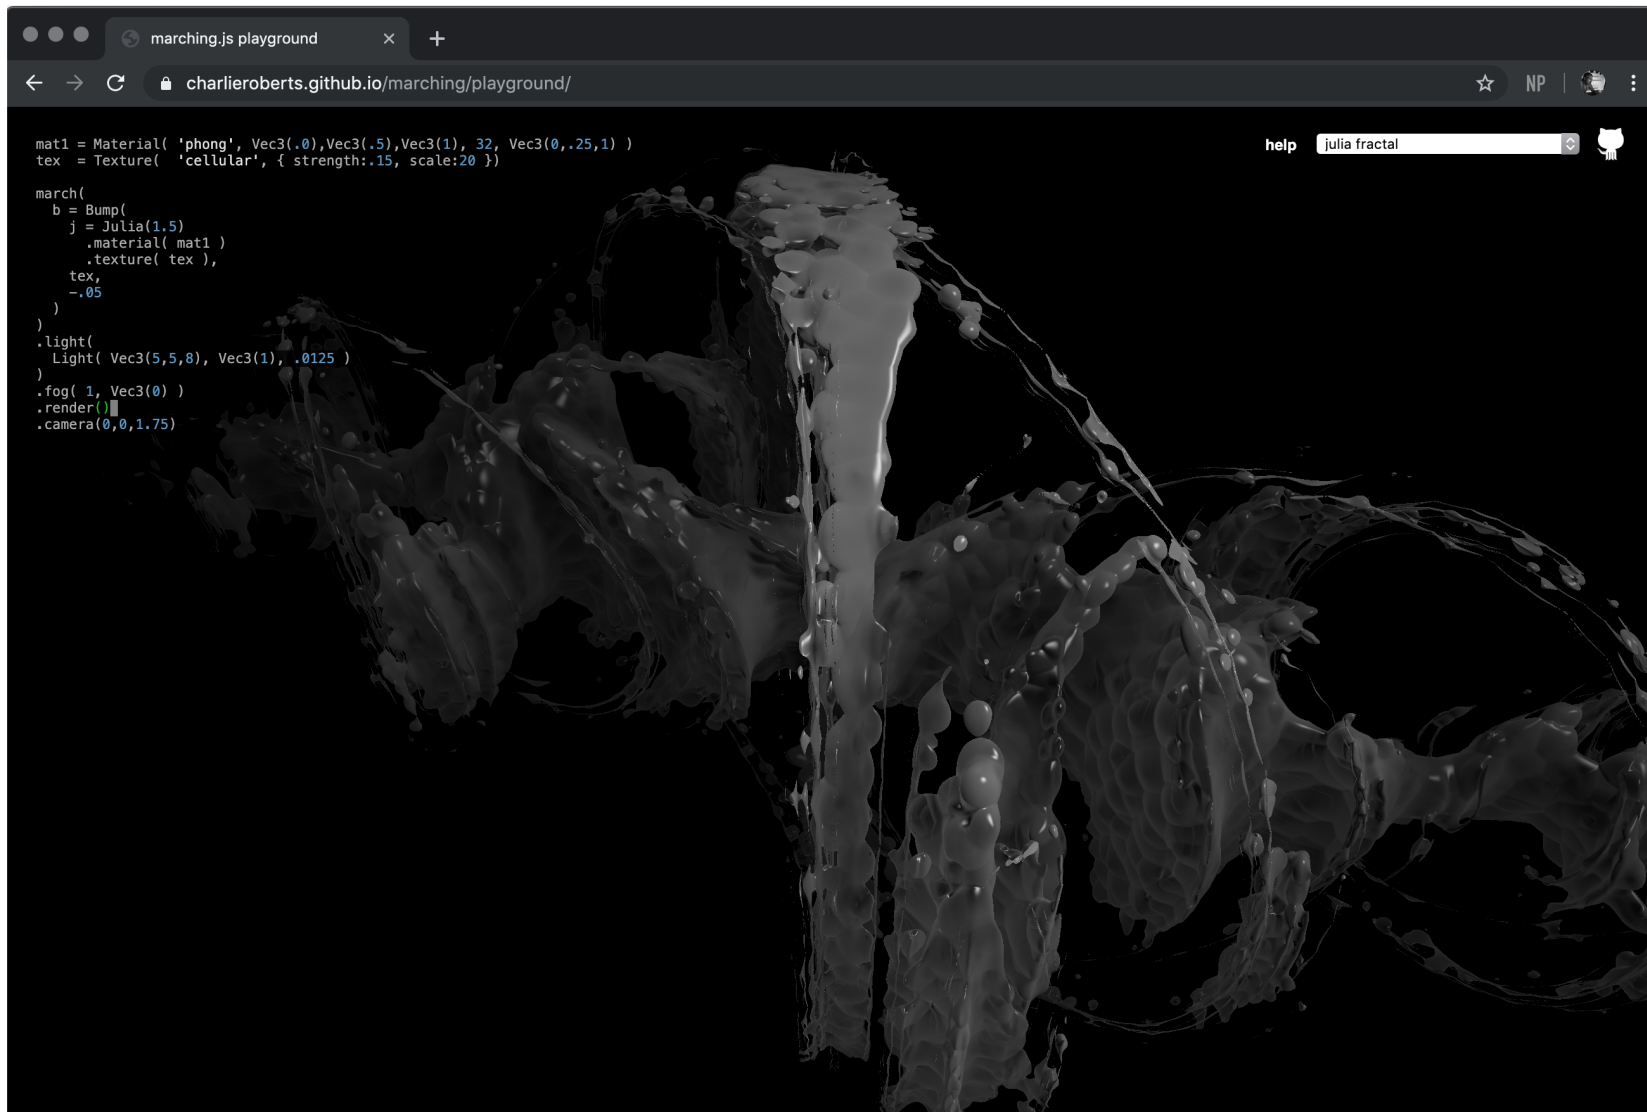 marching.js playground
charlieroberts.github.io/marching/playground/
NP
mat1 = Material( 'phong', Vec3(.0),Vec3(.5),Vec3(1), 32, Vec3(0,.25,1) )
tex  = Texture(  'cellular', { strength:.15, scale:20 })
help
julia fractal
march(
  b = Bump(
    j = Julia(1.5)
      .material( mat1 )
      .texture( tex ),
    tex,
    -.05
  )
)
.light(
  Light( Vec3(5,5,8), Vec3(1), .0125 )
)
.fog( 1, Vec3(0) )
.render()
.camera(0,0,1.75)